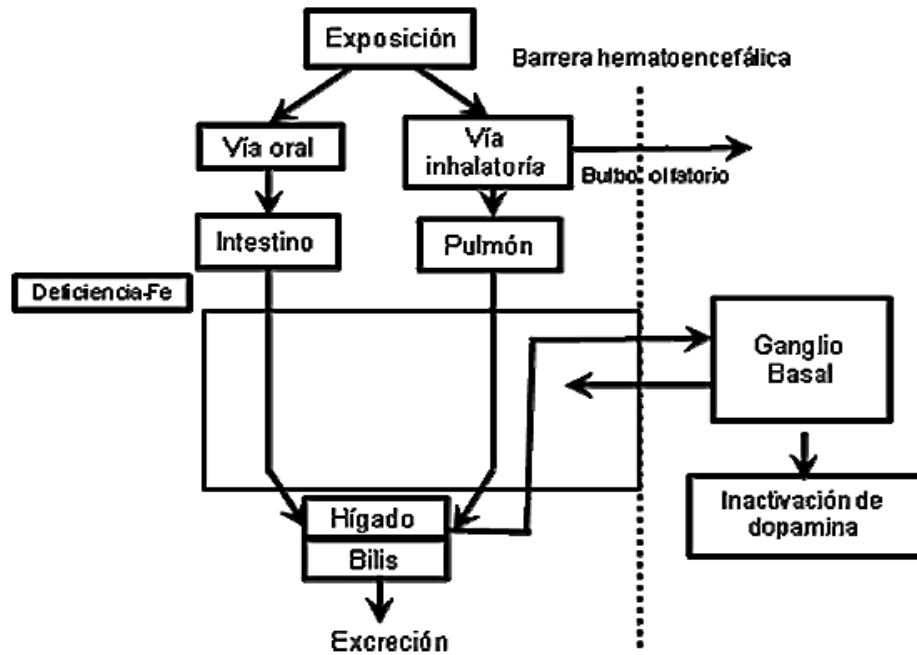 Exposición
Barrera hematoencefálica
Vía oral
Vía
inhalatoría
Bulbo olfatorio
Intestino
Pulmón
Deficiencia-Fe
Ganglio
Basal
Hígado
Bilis
Inactivación de
dopamina
Excreción